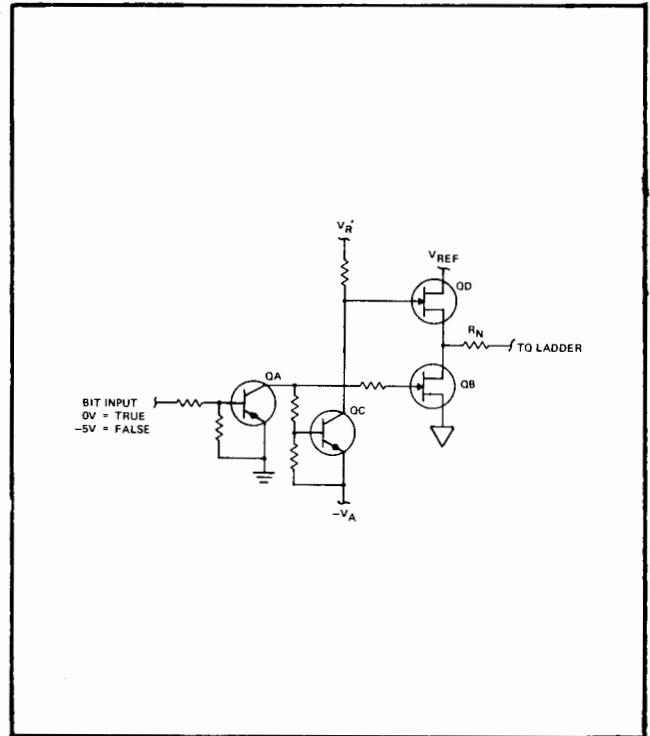 V_R'
V_REF
QD
R_N
TO LADDER
QA
QB
BIT INPUT
0V = TRUE
-5V = FALSE
QC
-V_A